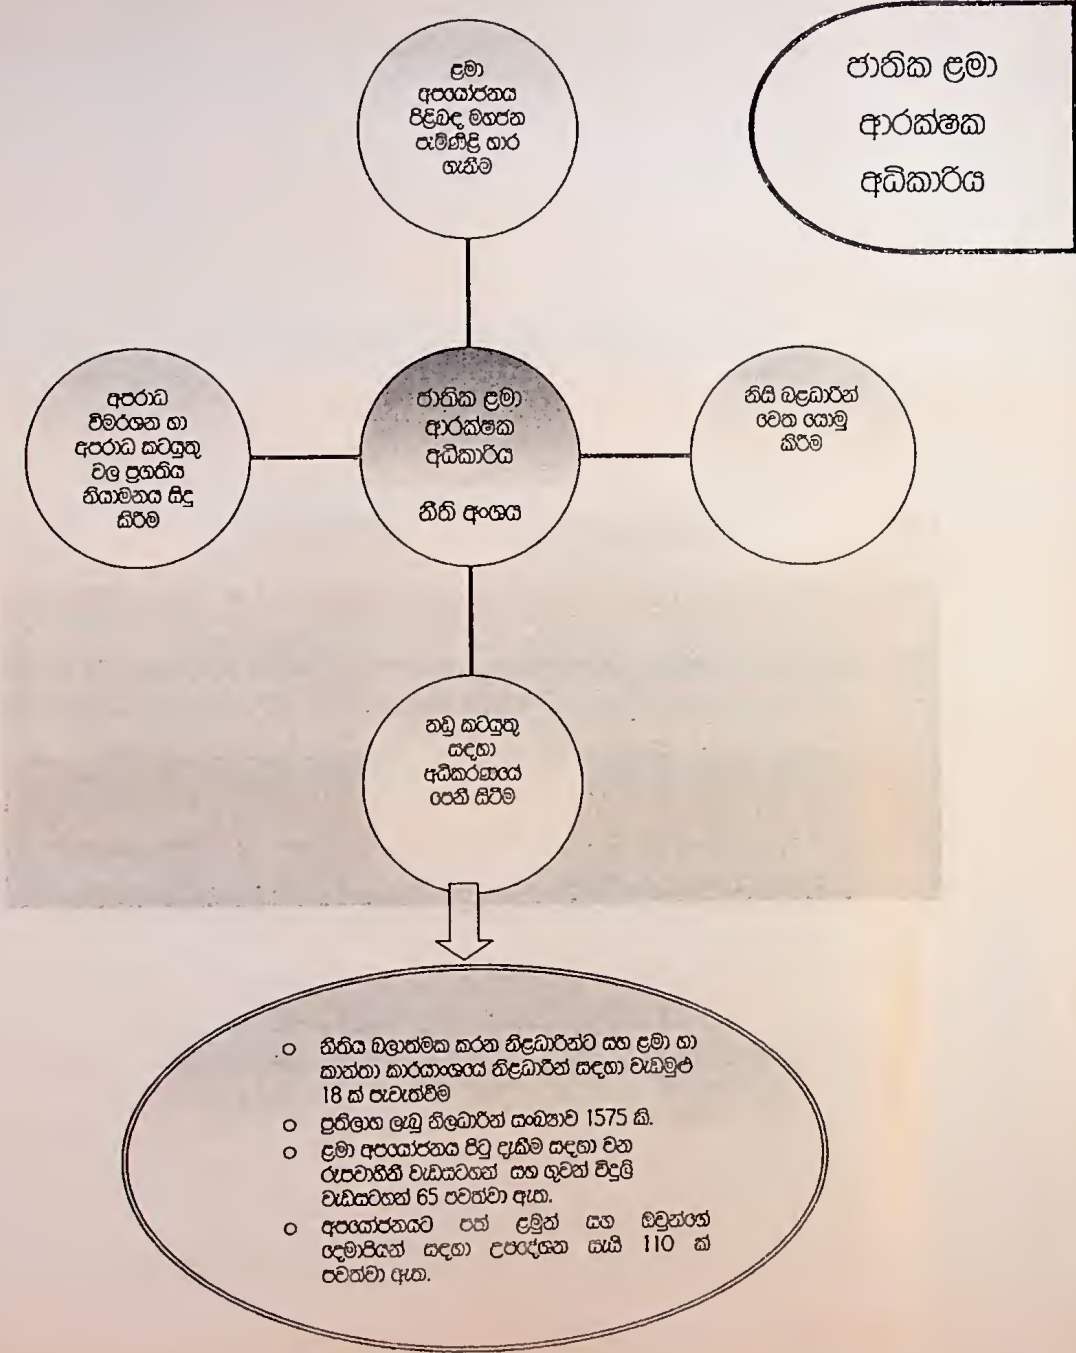 ජාතික ළමා
ආරක්ෂක
අධිකාරිය
ළමා
අපයෝජනය
පිළිබඳ මහජන
පැමිණිළි භාර
ගැනීම
අපරාධ
විමර්ශන හා
අපරාධ කටයුතු
වල ප්‍රගතිය
නියාමනය සිදු
කිරීම
ජාතික ළමා
ආරක්ෂක
අධිකාරිය
නීති අංශය
නිසි බළධාරීන්
වෙත යොමු
කිරීම
නඩු කටයුතු
සඳහා
අධිකරණයේ
පෙනී සිටීම
o නීතිය බලාත්මක කරන නිළධාරීන්ට සහ ළමා හා
කාන්තා කාර්යාංශයේ නිළධාරීන් සඳහා වැඩමුළු
18 ක් පැවැත්වීම
o ප්‍රතිලාභ ලැබූ නිලධාරීන් සංඛ්‍යාව 1575 කි.
o ළමා අපයෝජනය පිටු දැකීම සඳහා වන
රූපවාහිනී වැඩසටහන් සහ ගුවන් විදුලි
වැඩසටහන් 65 පවත්වා ඇත.
o අපයෝජනයට පත් ළමුන් සහ ඔවුන්ගේ
දෙමාපියන් සඳහා උපදේශන සැසි 110 ක්
පවත්වා ඇත.